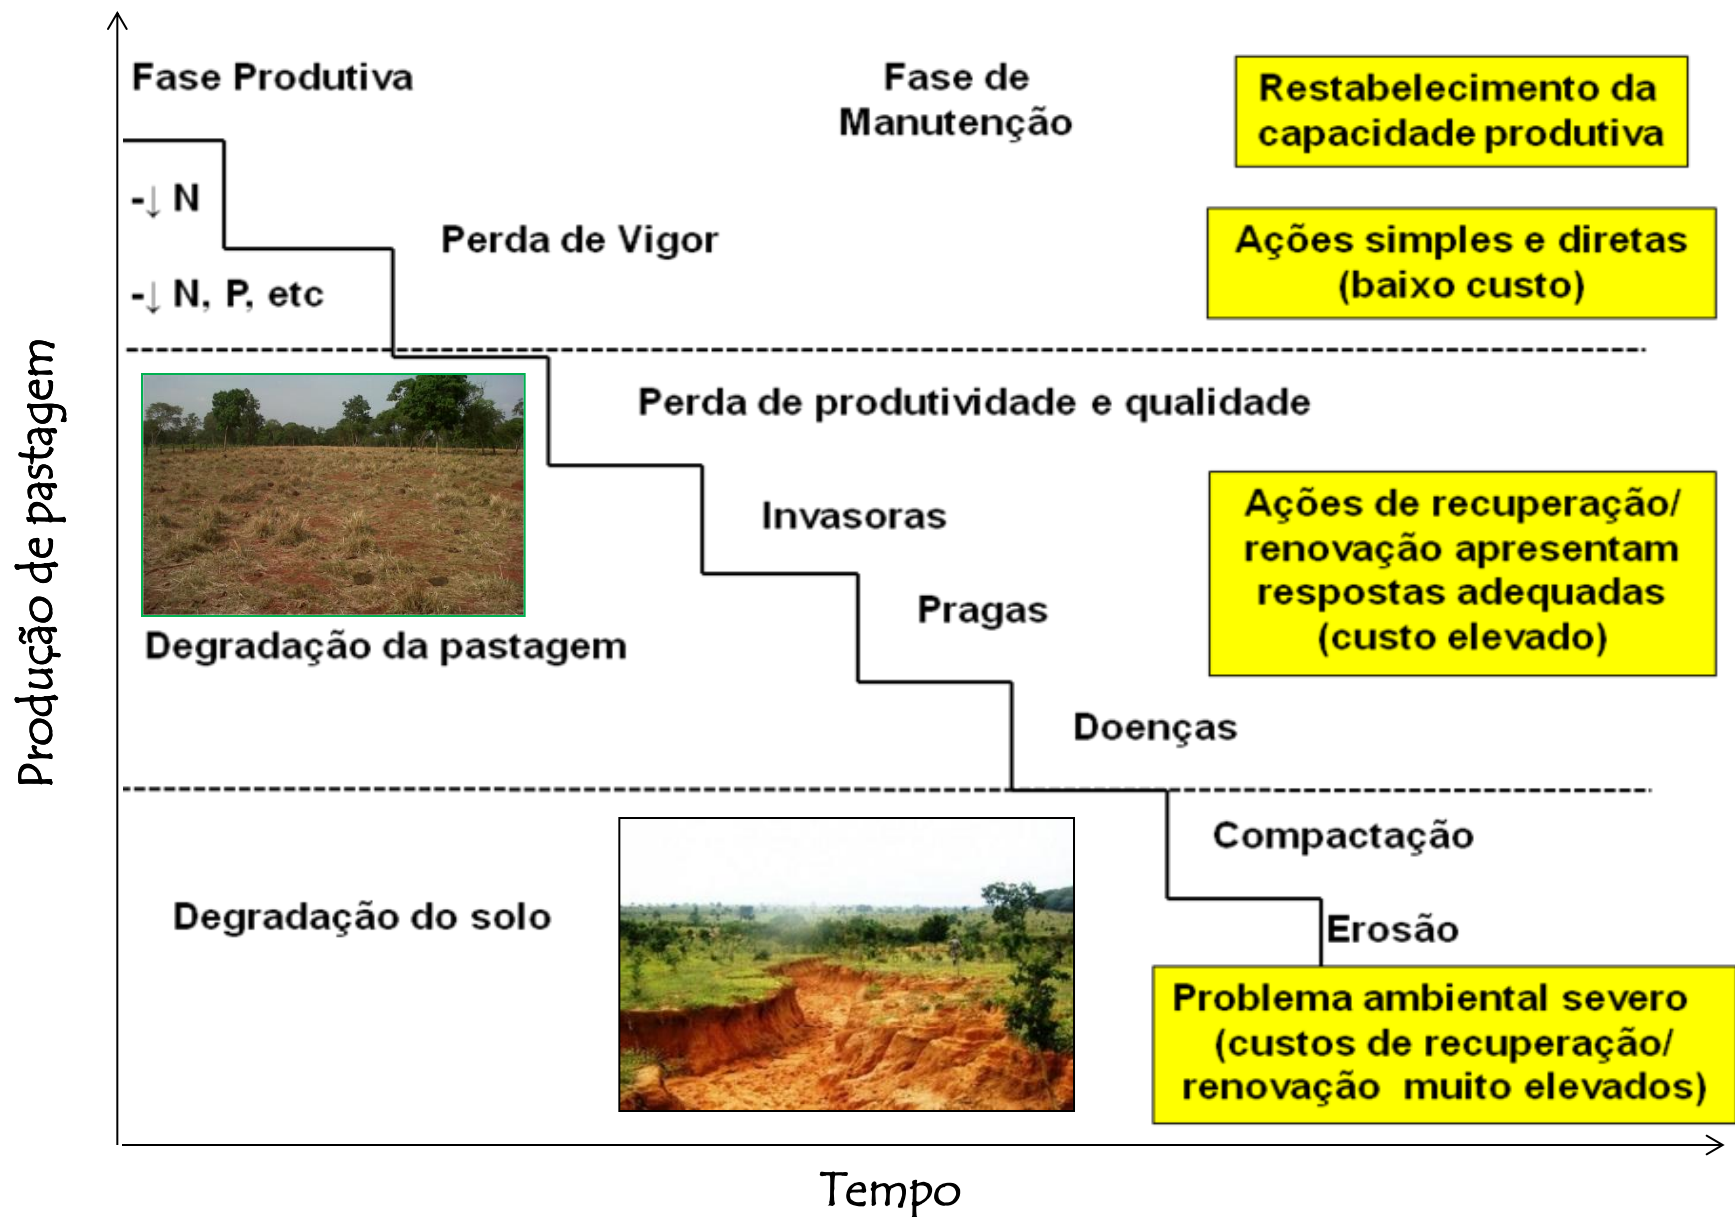 Fase Produtiva
Fase de
Manutenção
Restabelecimento da
capacidade produtiva
-↓ N
Perda de Vigor
Ações simples e diretas
(baixo custo)
-↓ N, P, etc
Produção de pastagem
Perda de produtividade e qualidade
Invasoras
Ações de recuperação/
renovação apresentam
respostas adequadas
(custo elevado)
Pragas
Degradação da pastagem
Doenças
Compactação
Degradação do solo
Erosão
Problema ambiental severo
(custos de recuperação/
renovação muito elevados)
Tempo